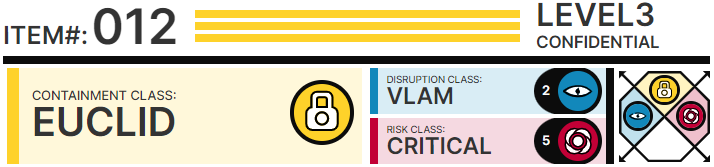 ITEM#: 012
LEVEL3
CONFIDENTIAL
CONTAINMENT CLASS:
EUCLID
DISRUPTION CLASS:
VLAM
2
RISK CLASS:
CRITICAL
5